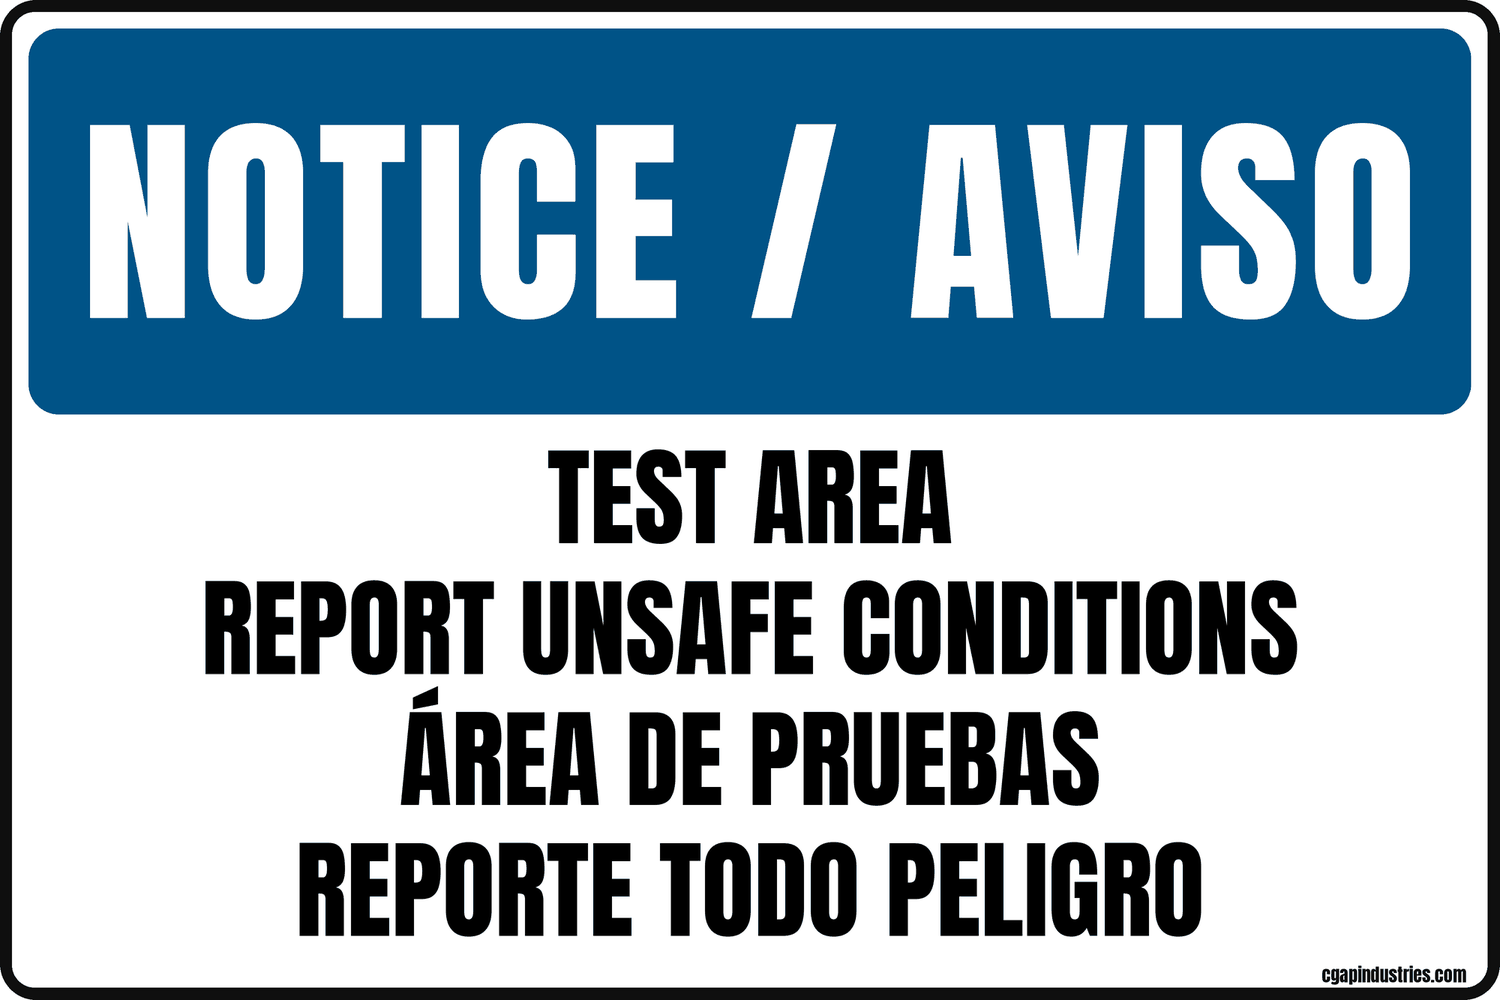 NOTICE / AVISO
TEST AREA
REPORT UNSAFE CONDITIONS
ÁREA DE PRUEBAS
REPORTE TODO PELIGRO
cgapindustries.com